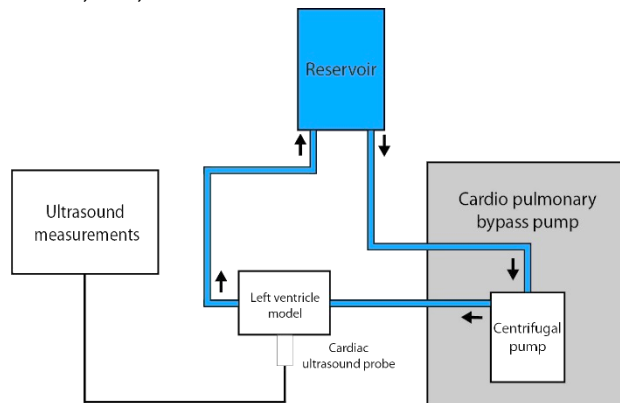 Reservoir
Cardio pulmonary
bypass pump
Ultrasound
measurements
Left ventricle
model
Centrifugal
pump
Cardiac
ultrasound probe